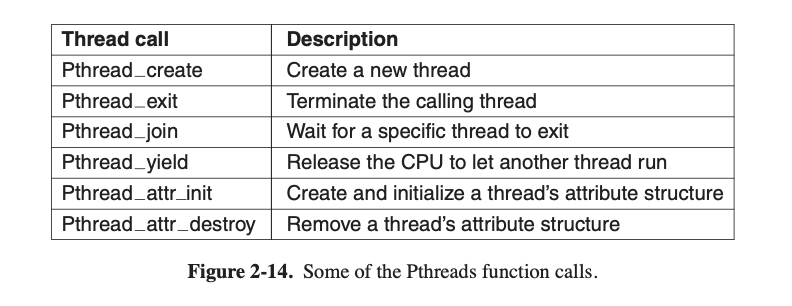 Thread call Description
Pthread_create Create a new thread
Pthread_exit Terminate the calling thread
Pthread_join Wait for a specific thread to exit
Pthread_yield Release the CPU to let another thread run
Pthread_attr_init Create and initialize a thread's attribute structure
Pthread_attr_destroy Remove a thread's attribute structure
Figure 2-14. Some of the Pthreads function calls.